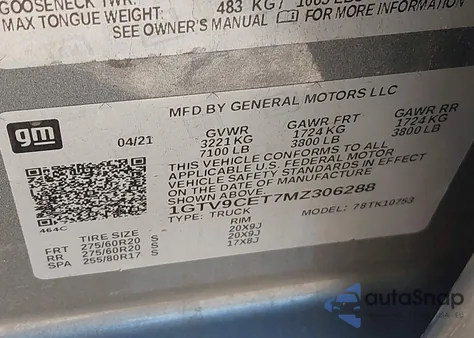 GOOSENECK TWR:
MAX TONGUE WEIGHT: 483 KG
SEE OWNER'S MANUAL FOR MORE INFORMATION
MFD BY GENERAL MOTORS LLC
gm
04/21 GVWR GAWR FRT GAWR RR
3221 KG 1724 KG 1724 KG
7100 LB 3800 LB 3800 LB
THIS VEHICLE CONFORMS TO ALL
APPLICABLE U.S. FEDERAL MOTOR
VEHICLE SAFETY STANDARDS IN EFFECT
ON THE DATE OF MANUFACTURE
SHOWN ABOVE.
1GTV9CET7MZ306288
TYPE: TRUCK MODEL: 78TK10753
464C
TIRE SIZE RIM
FRT 275/60R20 S 20X9J
RR 275/60R20 S 20X9J
SPA 255/80R17 S 17X8J
autoSnap